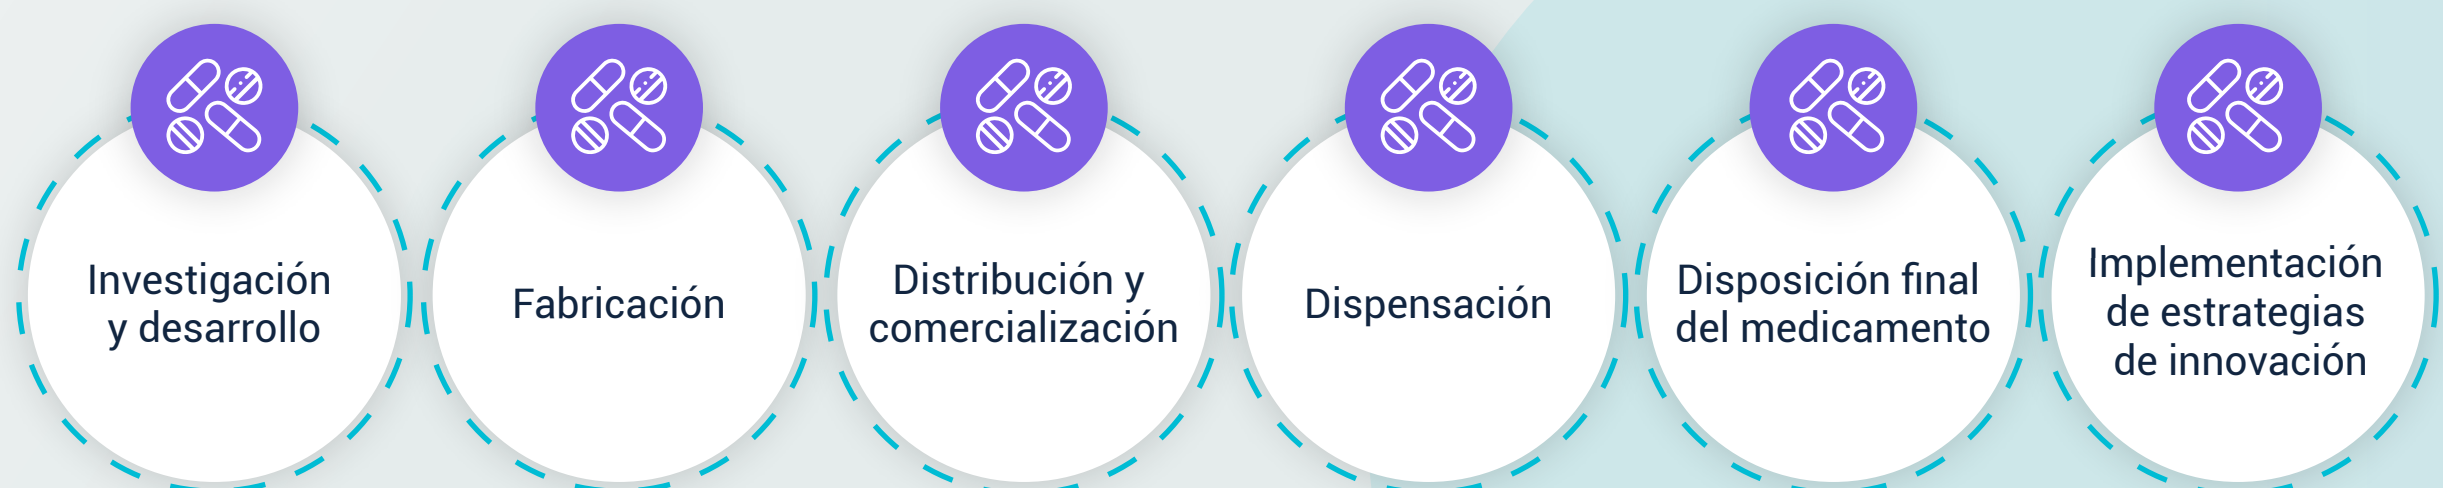 Investigación
y desarrollo
Fabricación
Distribución y
comercialización
Dispensación
Disposición final
del medicamento
Implementación
de estrategias
de innovación